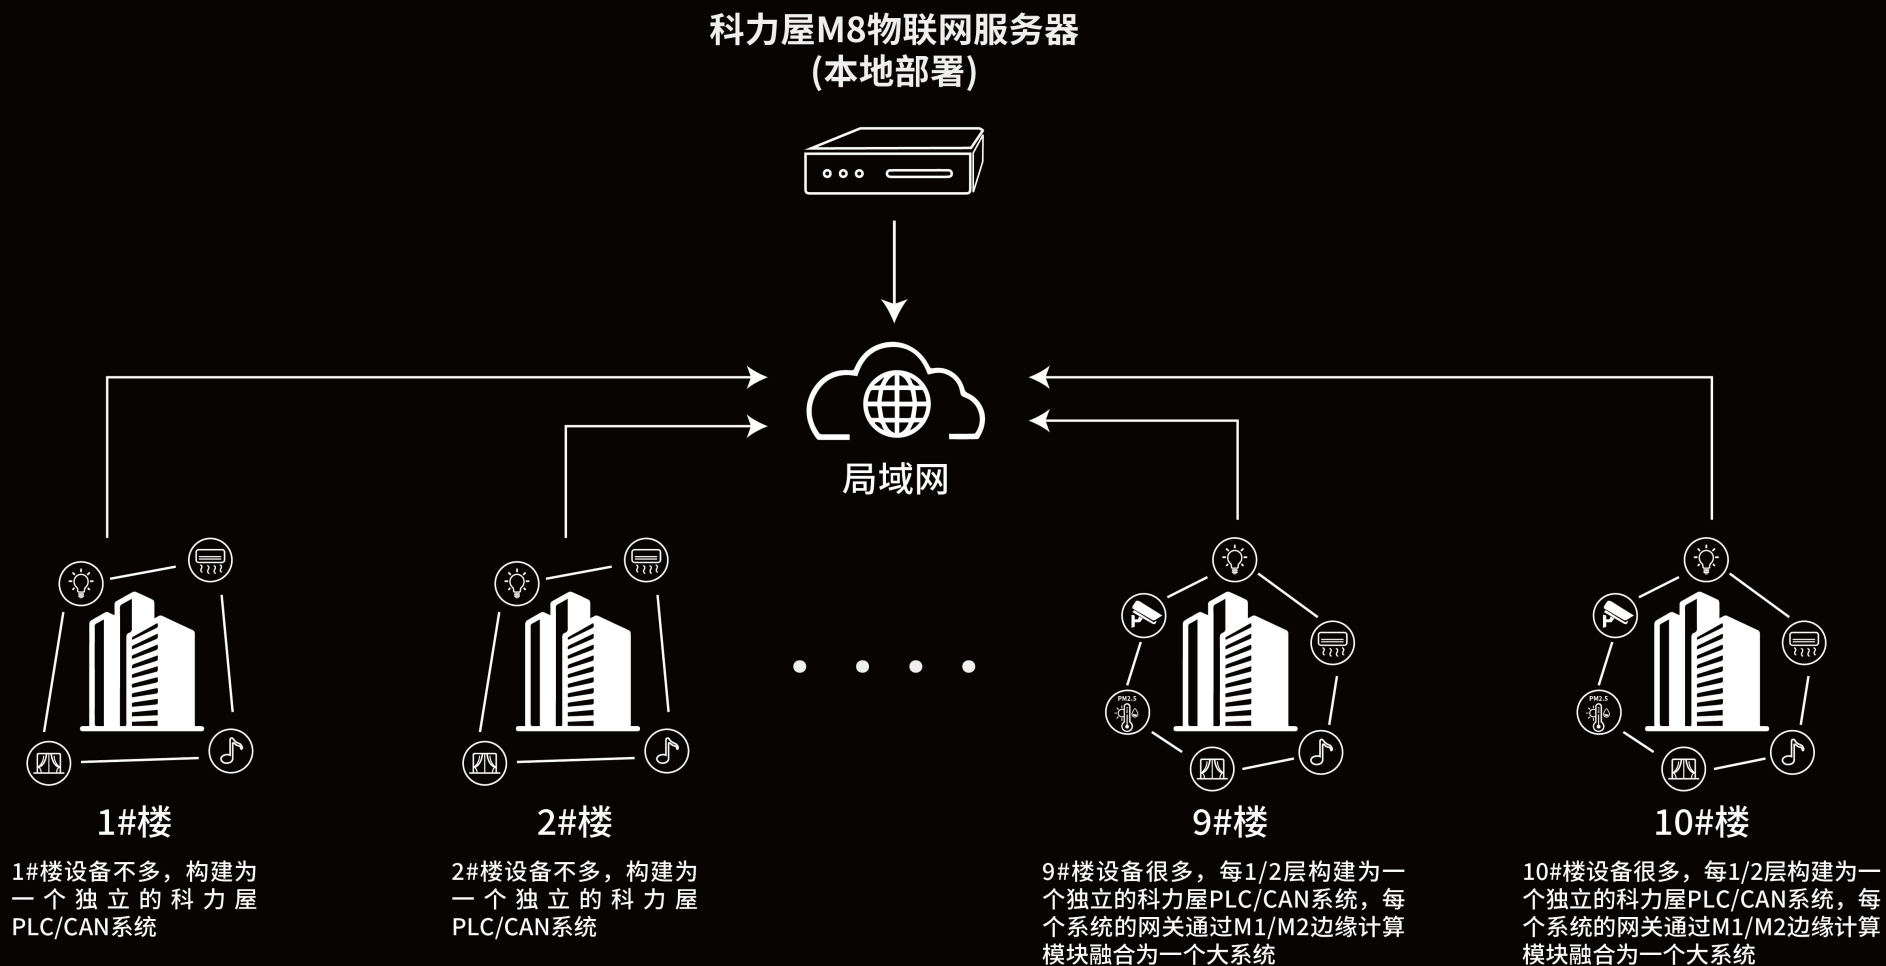 科力屋M8物联网服务器
(本地部署)
局域网
PM2.5
PM2.5
1#楼
2#楼
9#楼
10#楼
1#楼设备不多，构建为
一个独立的科力屋
PLC/CAN系统
2#楼设备不多，构建为
一个独立的科力屋
PLC/CAN系统
9#楼设备很多，每1/2层构建为一
个独立的科力屋PLC/CAN系统，每
个系统的网关通过M1/M2边缘计算
模块融合为一个大系统
10#楼设备很多，每1/2层构建为一
个独立的科力屋PLC/CAN系统，每
个系统的网关通过M1/M2边缘计算
模块融合为一个大系统